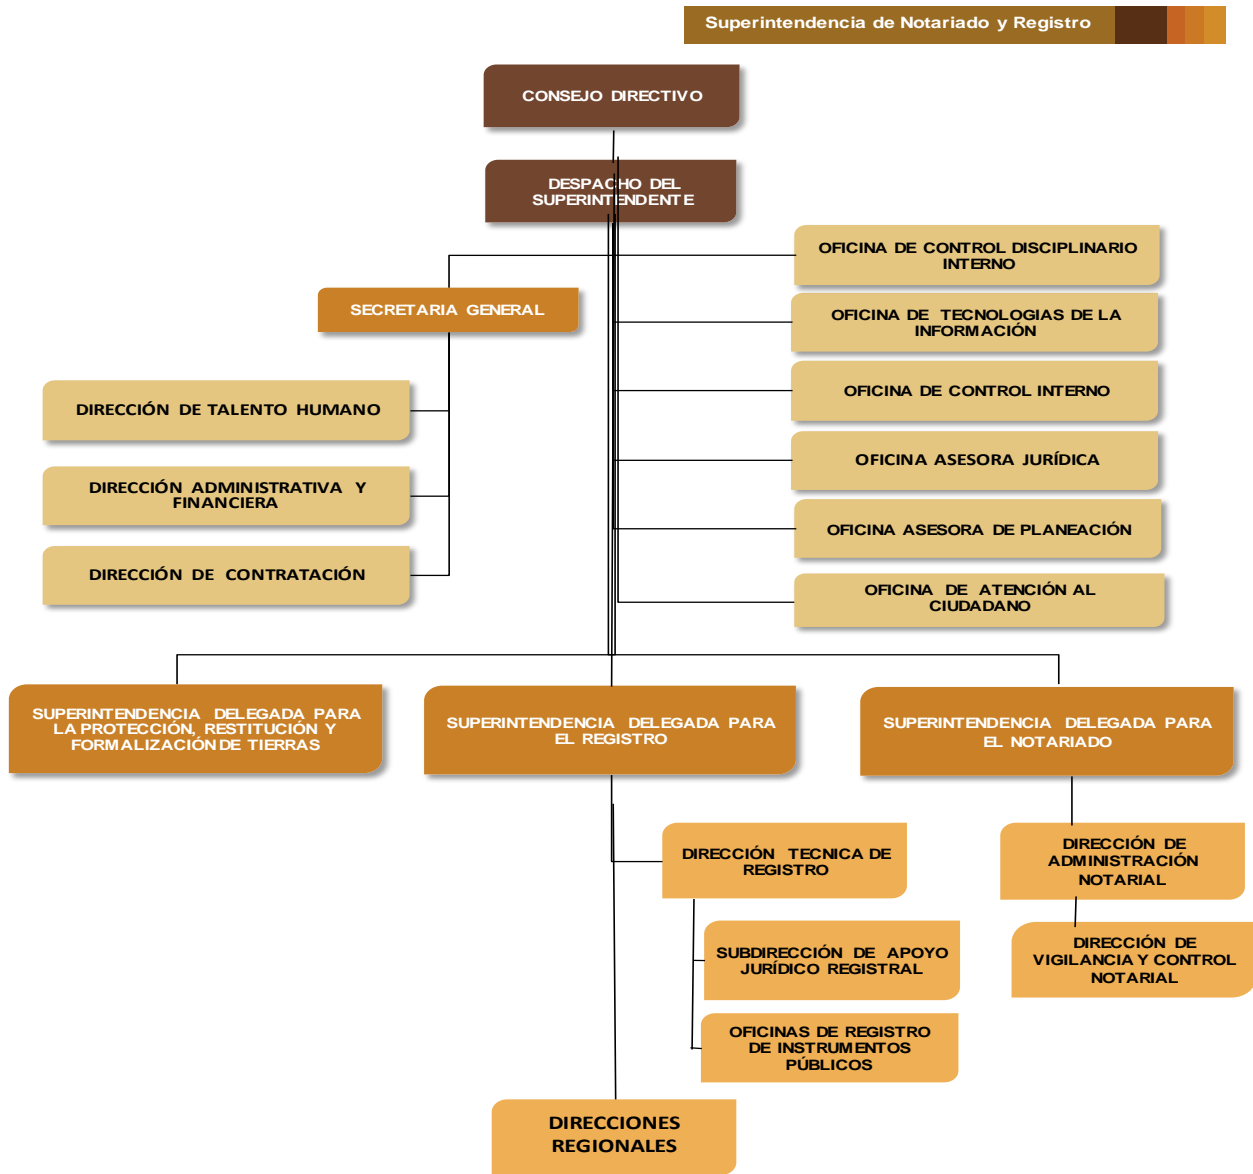 Superintendencia de Notariado y Registro
CONSEJO DIRECTIVO
DESPACHO DEL
SUPERINTENDENTE
OFICINA DE CONTROL DISCIPLINARIO
INTERNO
SECRETARIA GENERAL
OFICINA DE TECNOLOGIAS DE LA
INFORMACIÓN
DIRECCIÓN DE TALENTO HUMANO
OFICINA DE CONTROL INTERNO
OFICINA ASESORA JURÍDICA
DIRECCIÓN ADMINISTRATIVA Y
FINANCIERA
OFICINA ASESORA DE PLANEACIÓN
DIRECCIÓN DE CONTRATACIÓN
OFICINA DE ATENCIÓN AL
CIUDADANO
SUPERINTENDENCIA DELEGADA PARA
LA PROTECCIÓN, RESTITUCIÓN Y
FORMALIZACIÓN DE TIERRAS
SUPERINTENDENCIA DELEGADA PARA
EL REGISTRO
SUPERINTENDENCIA DELEGADA PARA
EL NOTARIADO
DIRECCIÓN TECNICA DE
REGISTRO
DIRECCIÓN DE
ADMINISTRACIÓN
NOTARIAL
SUBDIRECCIÓN DE APOYO
JURÍDICO REGISTRAL
DIRECCIÓN DE
VIGILANCIA Y CONTROL
NOTARIAL
OFICINAS DE REGISTRO
DE INSTRUMENTOS
PÚBLICOS
DIRECCIONES
REGIONALES